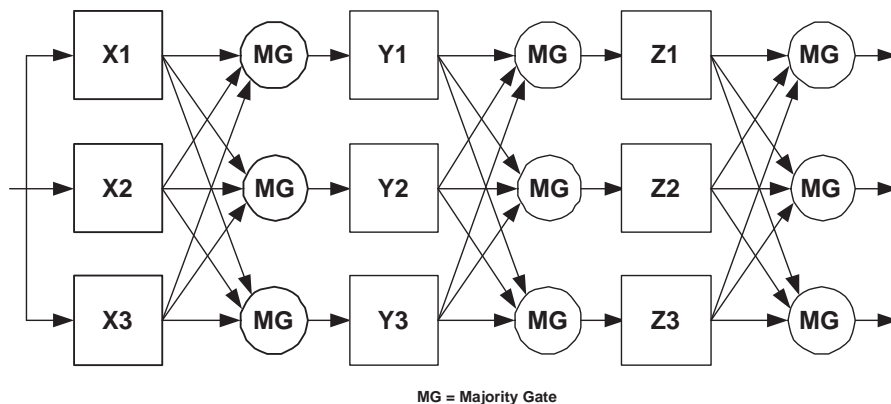 X1 MG Y1 MG Z1 MG
X2 MG Y2 MG Z2 MG
X3 MG Y3 MG Z3 MG
MG = Majority Gate